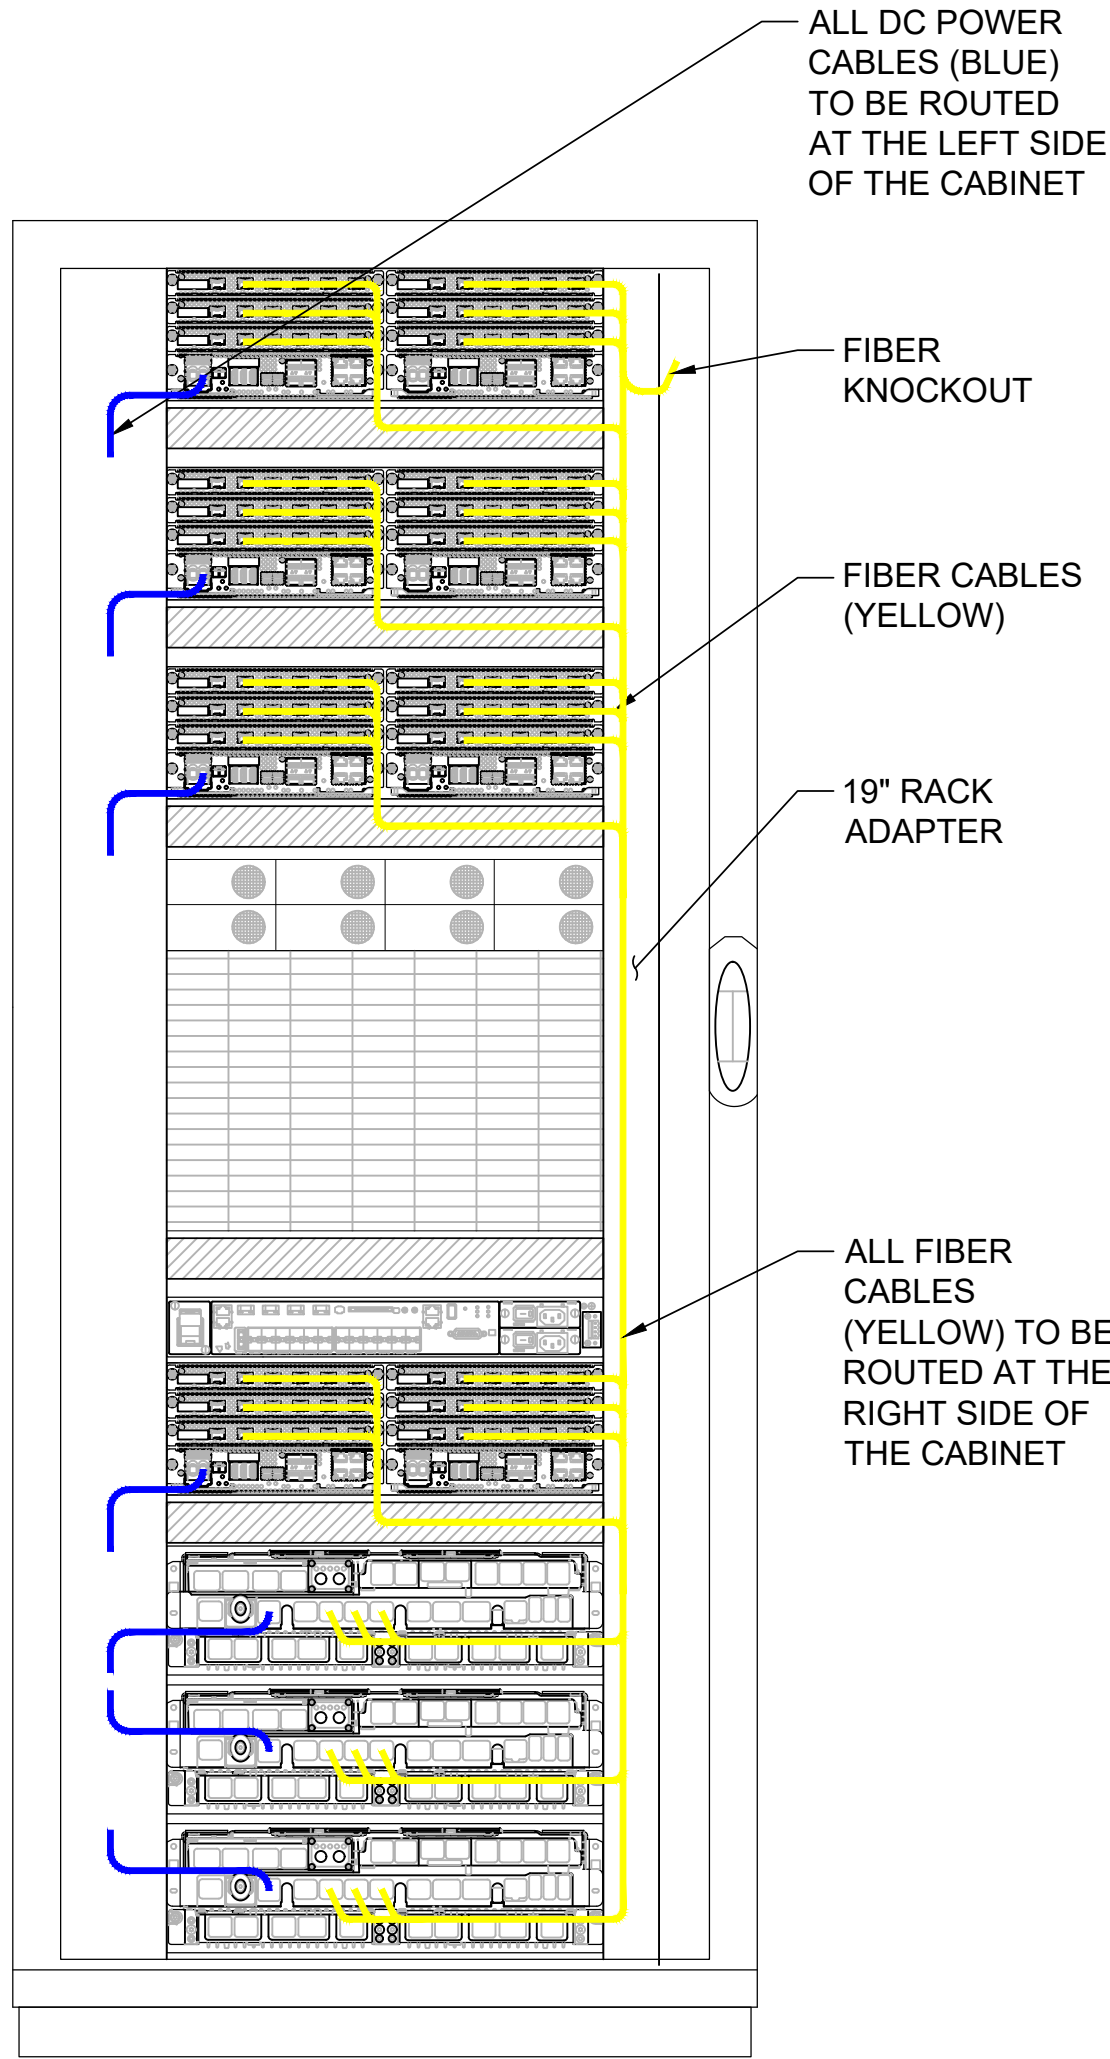 ALL DC POWER
CABLES (BLUE)
TO BE ROUTED
AT THE LEFT SIDE
OF THE CABINET
FIBER
KNOCKOUT
FIBER CABLES
(YELLOW)
19" RACK
ADAPTER
ALL FIBER
CABLES
(YELLOW) TO BE
ROUTED AT THE
RIGHT SIDE OF
THE CABINET